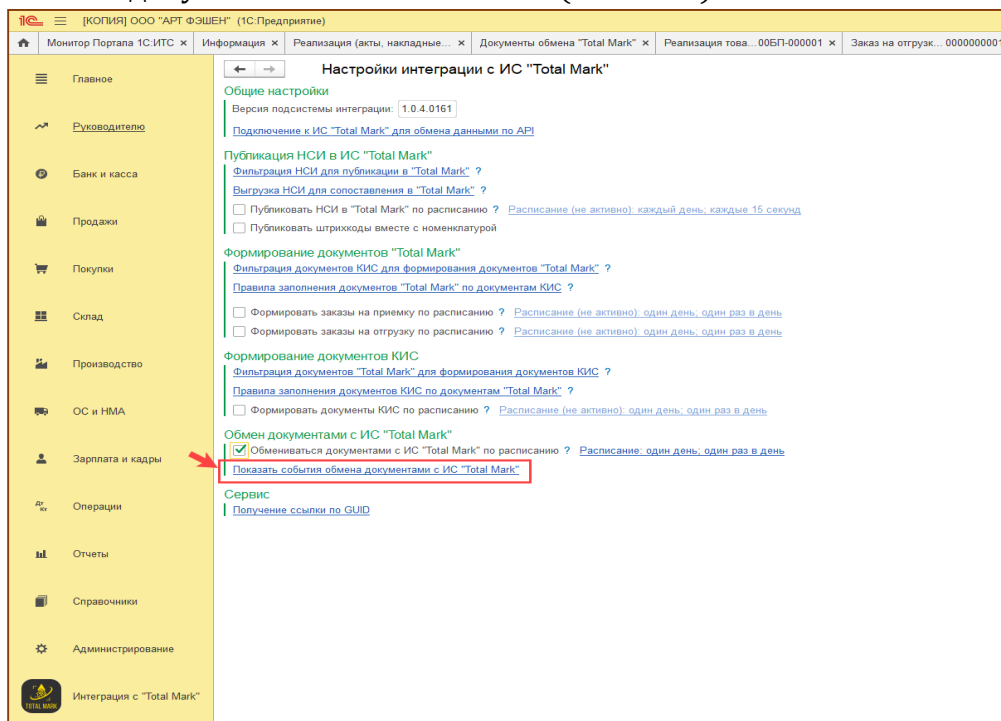 [КОПИЯ] ООО "АРТ ФЭШЕН" (1С:Предприятие)
Монитор Портала 1С:ИТС × Информация × Реализация (акты, накладные... × Документы обмена "Total Mark" × Реализация това...00БП-000001 × Заказ на отгрузк... 0000000001
Главное
Руководителю
Банк и касса
Продажи
Покупки
Склад
Производство
ОС и НМА
Зарплата и кадры
Операции
Отчеты
Справочники
Администрирование
TOTAL MARK
Интеграция с "Total Mark"
Настройки интеграции с ИС "Total Mark"
Общие настройки
Версия подсистемы интеграции: 1.0.4.0161
Подключение к ИС "Total Mark" для обмена данными по API
Публикация НСИ в ИС "Total Mark"
Фильтрация НСИ для публикации в "Total Mark" ?
Выгрузка НСИ для сопоставления в "Total Mark" ?
Публиковать НСИ в "Total Mark" по расписанию ? Расписание (не активно): каждый день; каждые 15 секунд
Публиковать штрихкоды вместе с номенклатурой
Формирование документов "Total Mark"
Фильтрация документов КИС для формирования документов "Total Mark" ?
Правила заполнения документов "Total Mark" по документам КИС ?
Формировать заказы на приемку по расписанию ? Расписание (не активно): один день; один раз в день
Формировать заказы на отгрузку по расписанию ? Расписание (не активно): один день; один раз в день
Формирование документов КИС
Фильтрация документов "Total Mark" для формирования документов КИС ?
Правила заполнения документов КИС по документам "Total Mark" ?
Формировать документы КИС по расписанию ? Расписание (не активно): один день; один раз в день
Обмен документами с ИС "Total Mark"
Обмениваться документами с ИС "Total Mark" по расписанию ? Расписание: один день; один раз в день
Показать события обмена документами с ИС "Total Mark"
Сервис
Получение ссылки по GUID